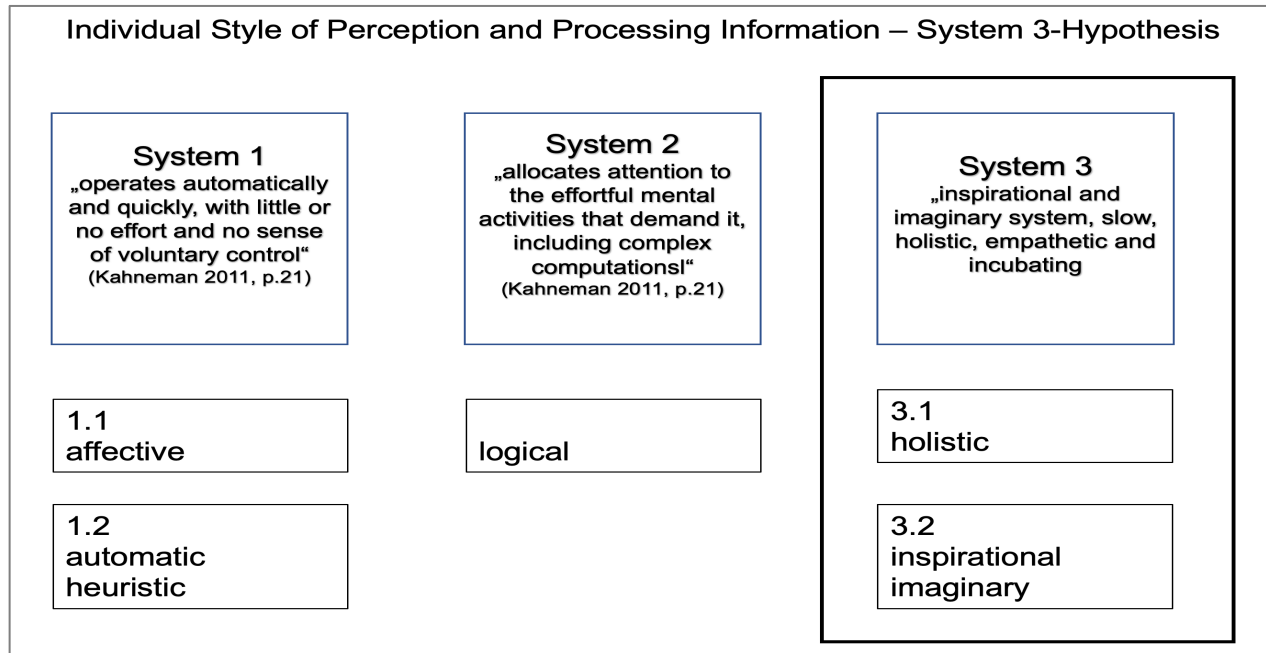 Individual Style of Perception and Processing Information – System 3-Hypothesis
System 1
„operates automatically
and quickly, with little or
no effort and no sense
of voluntary control“
(Kahneman 2011, p.21)
System 2
„allocates attention to
the effortful mental
activities that demand it,
including complex
computationsl“
(Kahneman 2011, p.21)
System 3
„inspirational and
imaginary system, slow,
holistic, empathetic and
incubating
1.1
affective
logical
3.1
holistic
1.2
automatic
heuristic
3.2
inspirational
imaginary